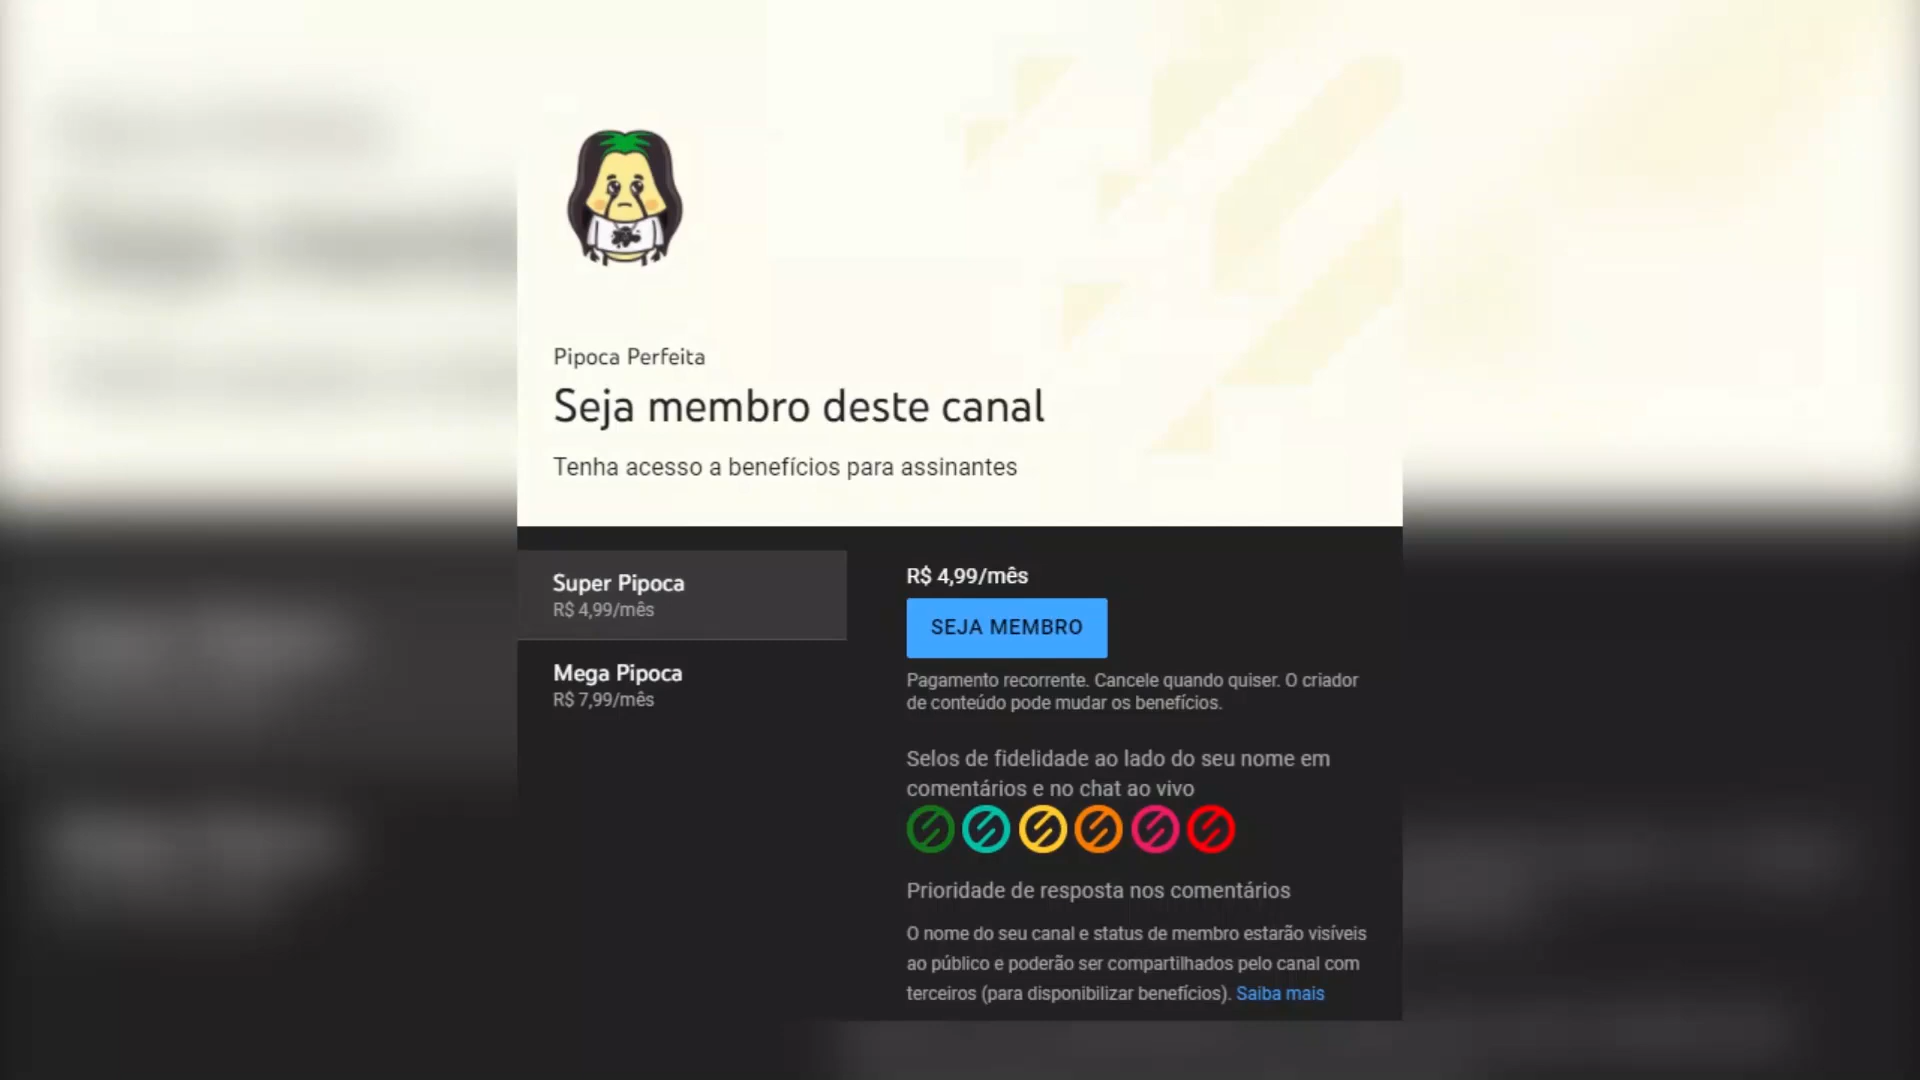 Pipoca Perfeita
Seja membro deste canal
Tenha acesso a benefícios para assinantes
Super Pipoca
R$ 4,99/mês
Mega Pipoca
R$ 7,99/mês
R$ 4,99/mês
SEJA MEMBRO
Pagamento recorrente. Cancele quando quiser. O criador
de conteúdo pode mudar os benefícios.
Selos de fidelidade ao lado do seu nome em
comentários e no chat ao vivo
Prioridade de resposta nos comentários
O nome do seu canal e status de membro estarão visíveis
ao público e poderão ser compartilhados pelo canal com
terceiros (para disponibilizar benefícios). Saiba mais